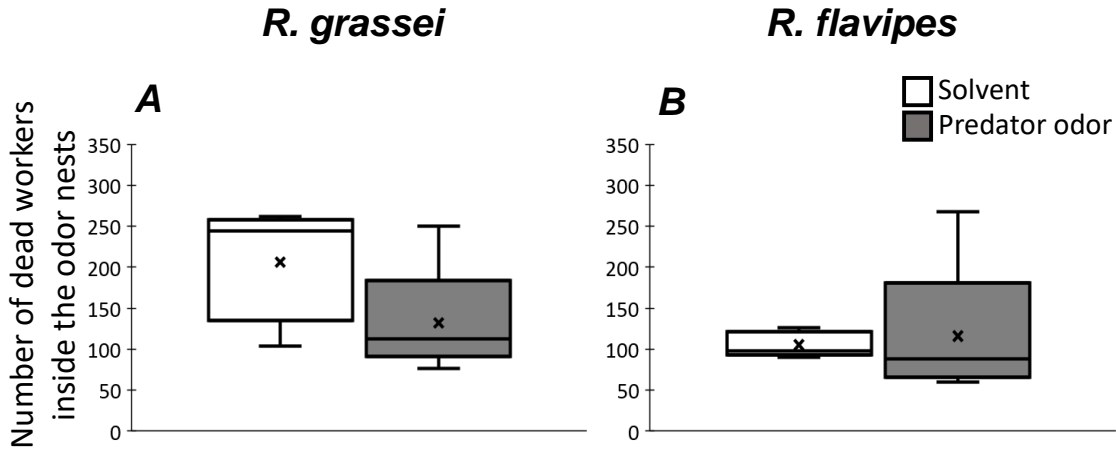 R. grassei
R. flavipes
A
B
Solvent
Predator odor
Number of dead workers
inside the odor nests
350
300
250
200
150
100
50
0
350
300
250
200
150
100
50
0